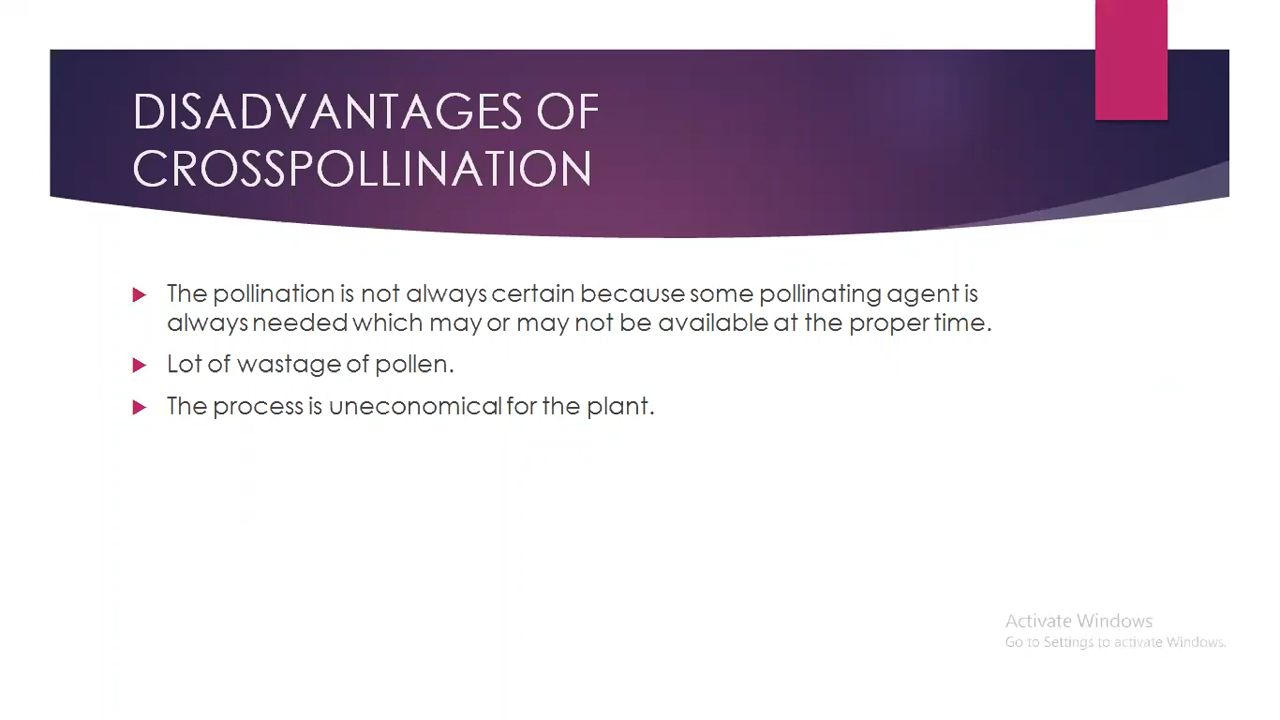 DISADVANTAGES OF
CROSSPOLLINATION
The pollination is not always certain because some pollinating agent is
always needed which may or may not be available at the proper time.
Lot of wastage of pollen.
The process is uneconomical for the plant.
Activate Windows
Go to Settings to activate Windows.